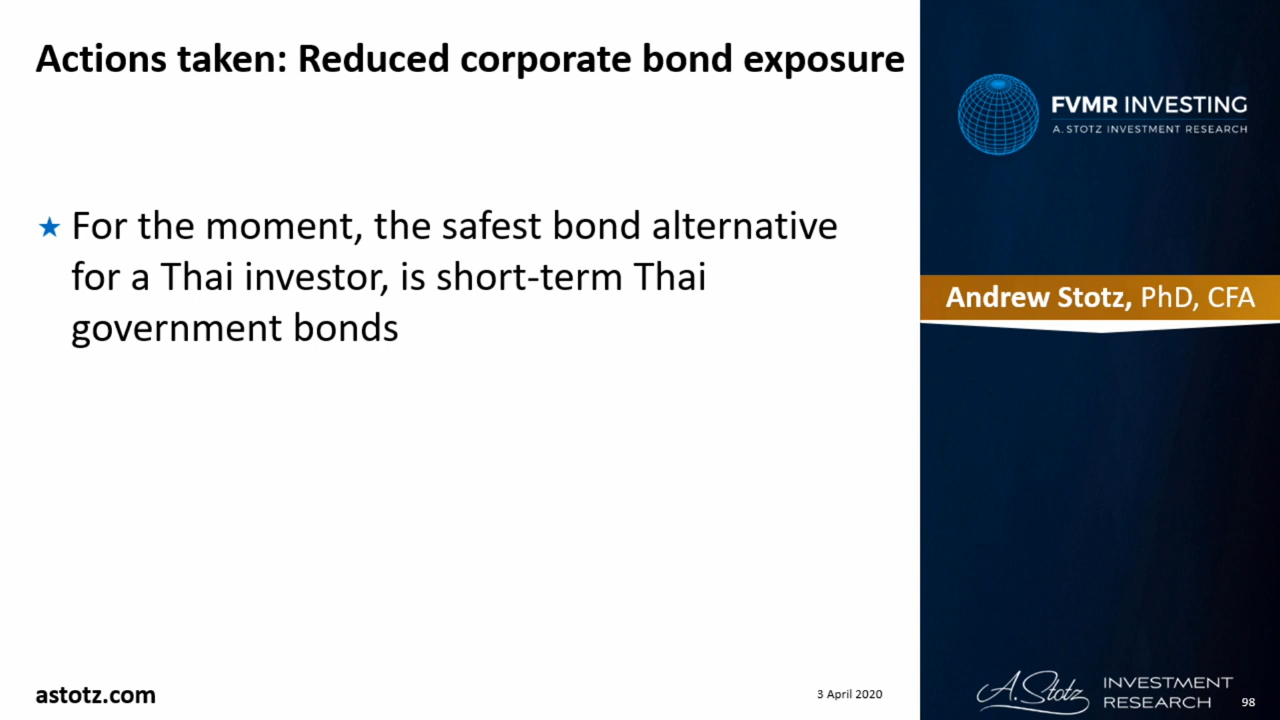 Actions taken: Reduced corporate bond exposure
★ For the moment, the safest bond alternative
for a Thai investor, is short-term Thai
government bonds
astotz.com
3 April 2020
FVMR INVESTING
A. STOTZ INVESTMENT RESEARCH
Andrew Stotz, PhD, CFA
A. Stotz INVESTMENT
RESEARCH
98